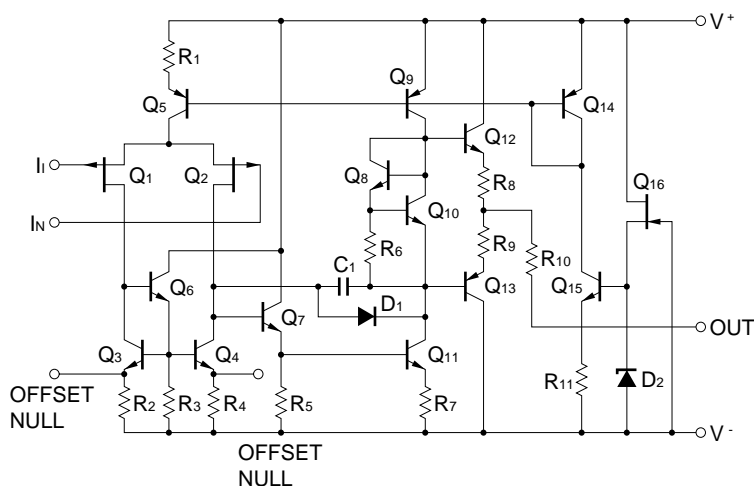 V+
R1
Q9
Q5
Q14
Q12
II
Q1
Q2
Q8
R8
Q16
Q10
IN
R6
R9
R10
C1
Q6
Q13
Q15
Q7
D1
OUT
Q3
Q4
Q11
R11
D2
OFFSET
NULL
R2
R3
R4
R5
R7
V-
OFFSET
NULL